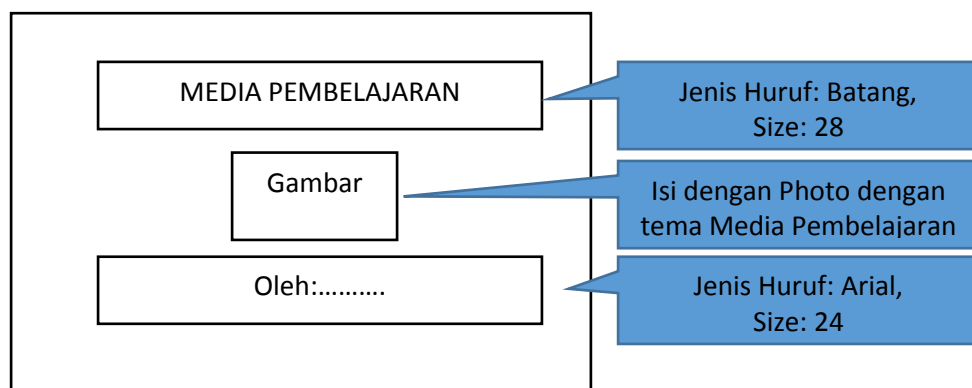 MEDIA PEMBELAJARAN
Jenis Huruf: Batang,
Size: 28
Gambar
Isi dengan Photo dengan
tema Media Pembelajaran
Oleh:……….
Jenis Huruf: Arial,
Size: 24